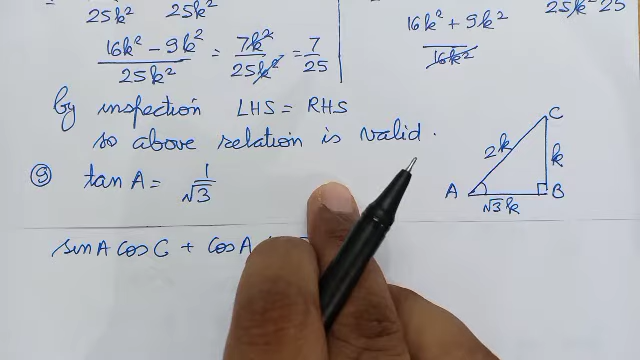 25k² 25k²
16k² - 9k² / 25k² = 7k² / 25k² = 7/25
16k² + 9k² / 16k²
25k² 25
by inspection LHS = RHS
so above relation is valid.
⑨ tan A = 1/√3
C
2k
k
A
√3 k
B
sin A cos C + cos A